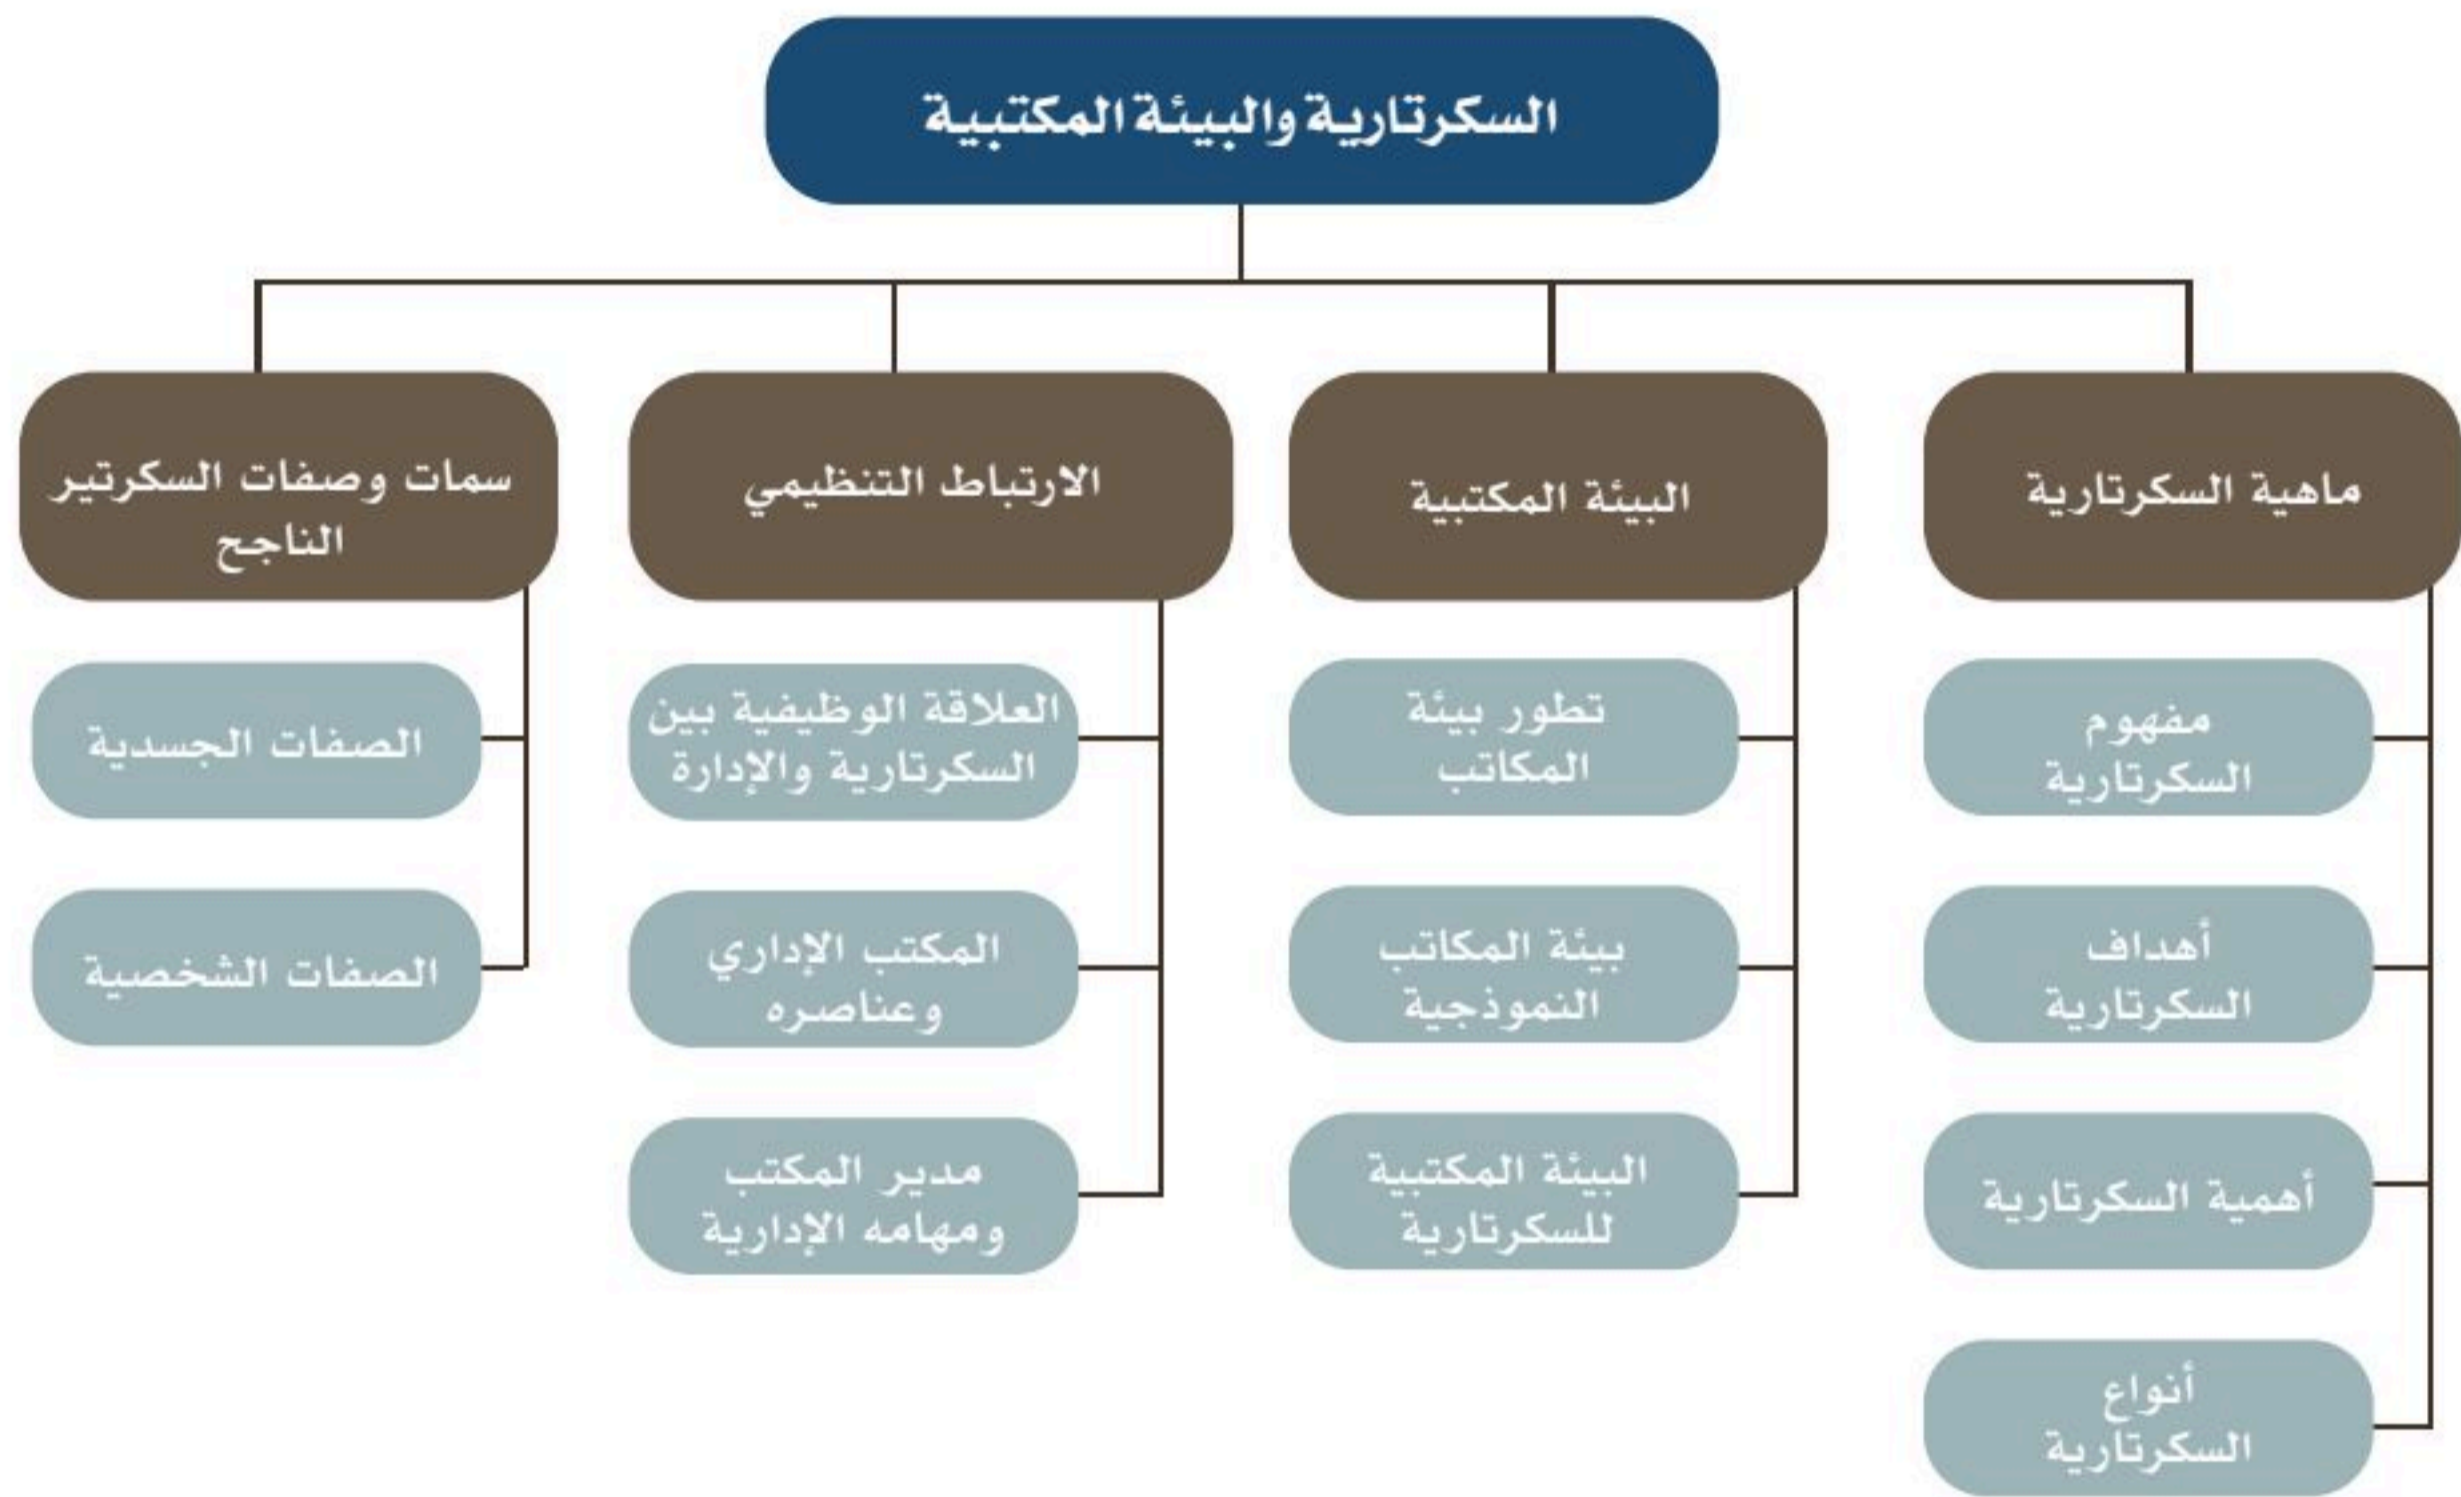 السكرتارية والبيئة المكتبية
ماهية السكرتارية
مفهوم
السكرتارية
أهداف
السكرتارية
أهمية السكرتارية
أنواع
السكرتارية
البيئة المكتبية
تطور بيئة
المكاتب
بيئة المكاتب
النموذجية
البيئة المكتبية
للسكرتارية
الارتباط التنظيمي
العلاقة الوظيفية بين
السكرتارية والإدارة
المكتب الإداري
وعناصره
مدير المكتب
ومهامه الإدارية
سمات وصفات السكرتير
الناجح
الصفات الجسدية
الصفات الشخصية